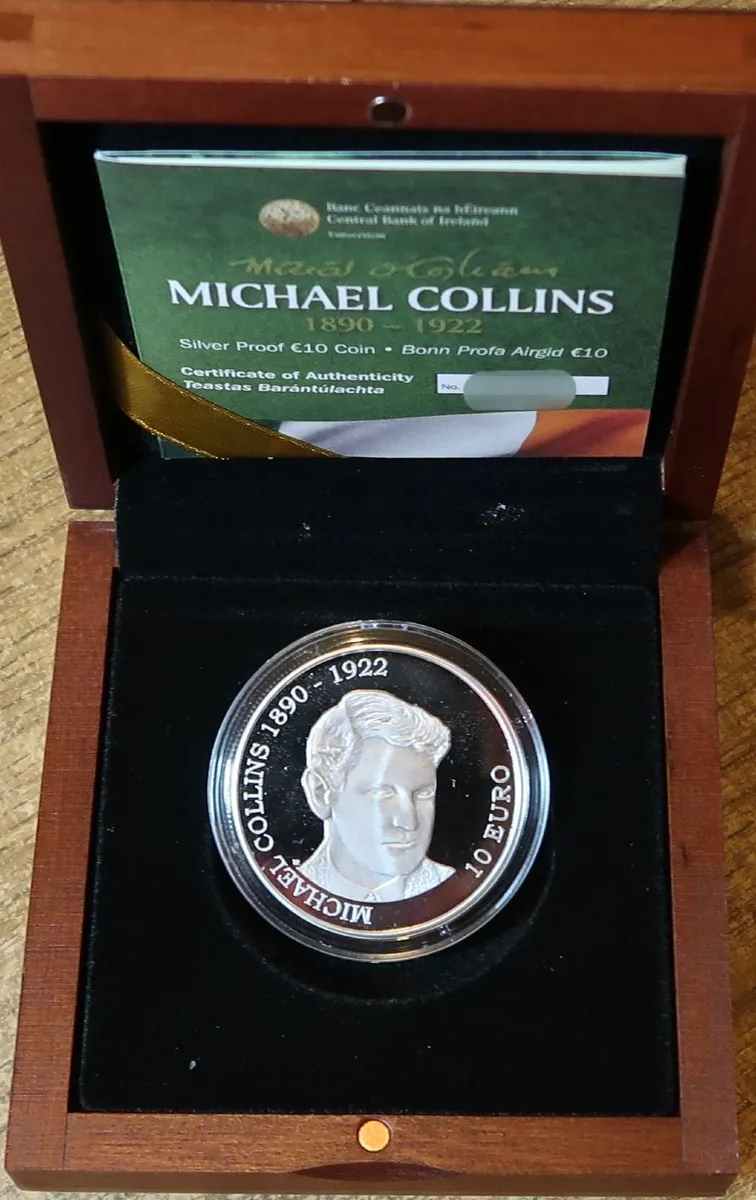 Banc Ceannais na hÉireann
Central Bank of Ireland
Eurosystem
MICHAEL COLLINS
1890 – 1922
Silver Proof €10 Coin • Bonn Profa Airgid €10
Certificate of Authenticity
Teastas Barántúlachta
No.
MICHAEL COLLINS 1890 - 1922
10 EURO